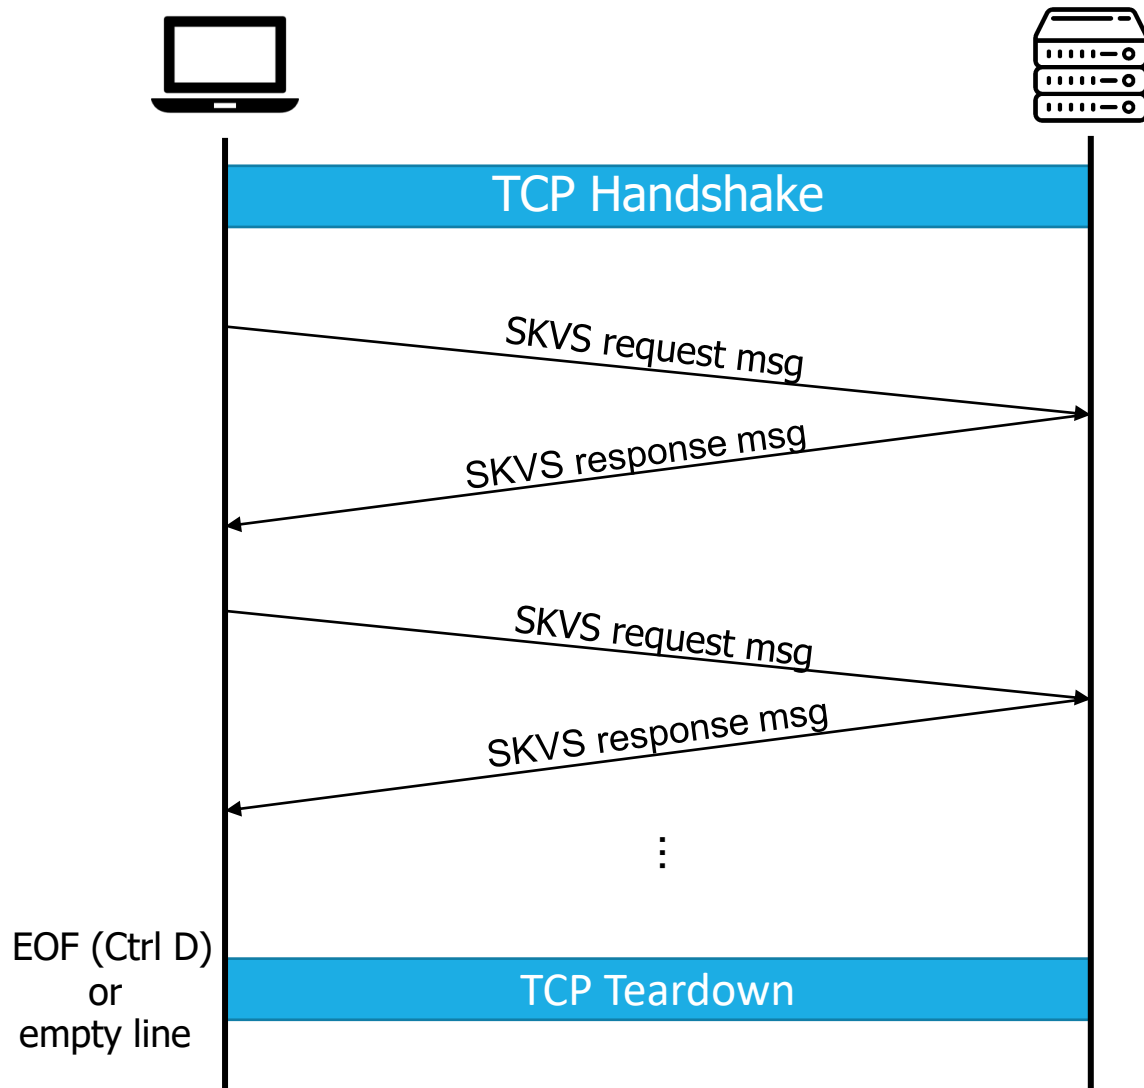 TCP Handshake
SKVS request msg
SKVS response msg
SKVS request msg
SKVS response msg
⋮
EOF (Ctrl D)
or
empty line
TCP Teardown